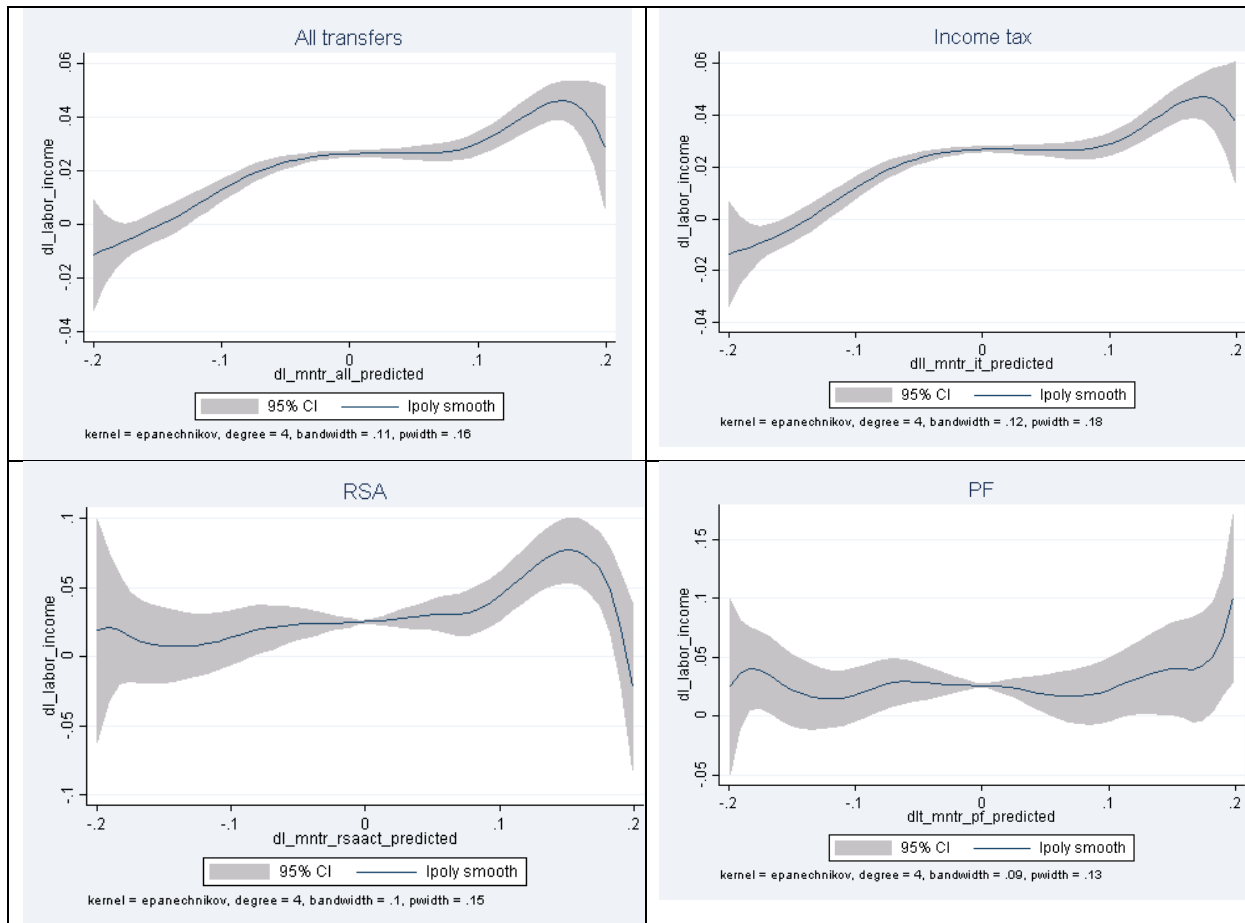 All transfers
dl_labor_income
.06
.04
.02
0
-.02
-.04
-.2 -.1 0 .1 .2
dl_mntr_all_predicted
95% CI lpoly smooth
kernel = epanechnikov, degree = 4, bandwidth = .11, pwidth = .16
Income tax
dl_labor_income
.06
.04
.02
0
-.02
-.04
-.2 -.1 0 .1 .2
dll_mntr_it_predicted
95% CI lpoly smooth
kernel = epanechnikov, degree = 4, bandwidth = .12, pwidth = .18
RSA
dl_labor_income
.1
.05
0
-.05
-.1
-.2 -.1 0 .1 .2
dl_mntr_rsaact_predicted
95% CI lpoly smooth
kernel = epanechnikov, degree = 4, bandwidth = .1, pwidth = .15
PF
dl_labor_income
.15
.1
.05
0
-.05
-.2 -.1 0 .1 .2
dlt_mntr_pf_predicted
95% CI lpoly smooth
kernel = epanechnikov, degree = 4, bandwidth = .09, pwidth = .13